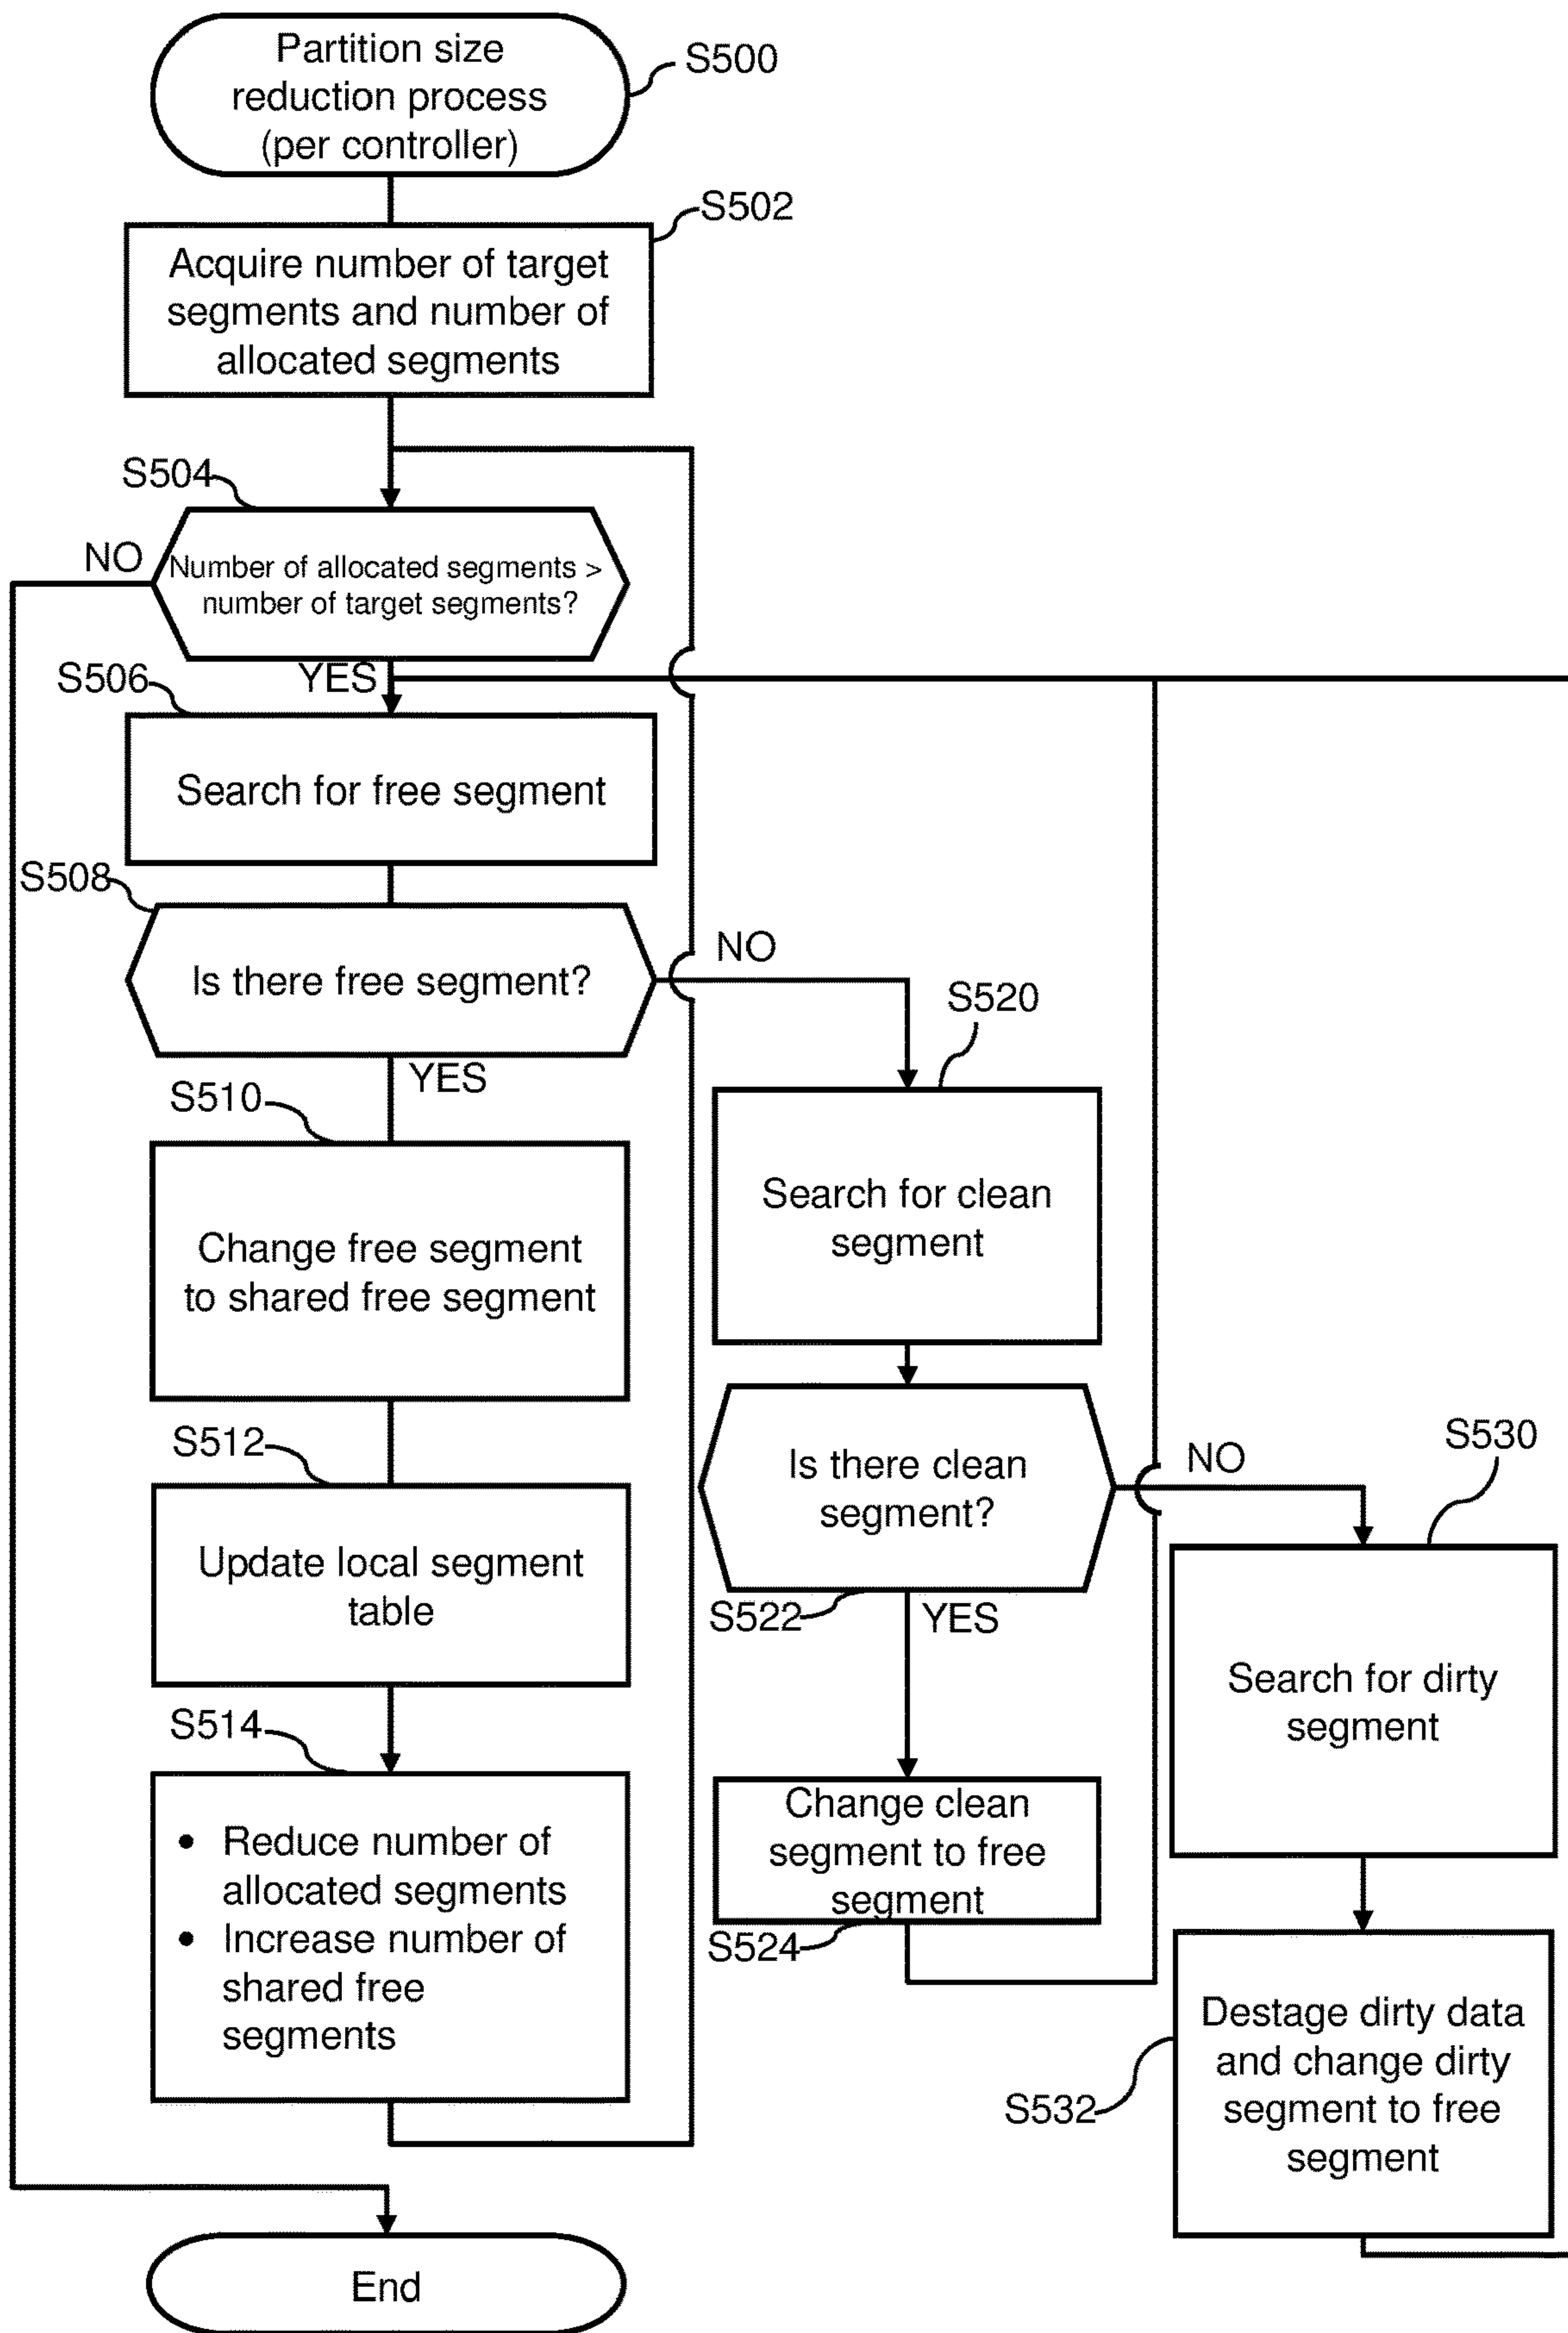 Partition size
reduction process
(per controller)
S500
S502
Acquire number of target
segments and number of
allocated segments
S504
NO
Number of allocated segments >
number of target segments?
YES
S506
Search for free segment
S508
Is there free segment?
NO
YES
S510
Change free segment
to shared free segment
S512
Update local segment
table
S514
• Reduce number of
allocated segments
• Increase number of
shared free
segments
S520
Search for clean
segment
Is there clean
segment?
NO
S522
YES
Change clean
segment to free
segment
S524
S530
Search for dirty
segment
Destage dirty data
and change dirty
segment to free
segment
S532
End